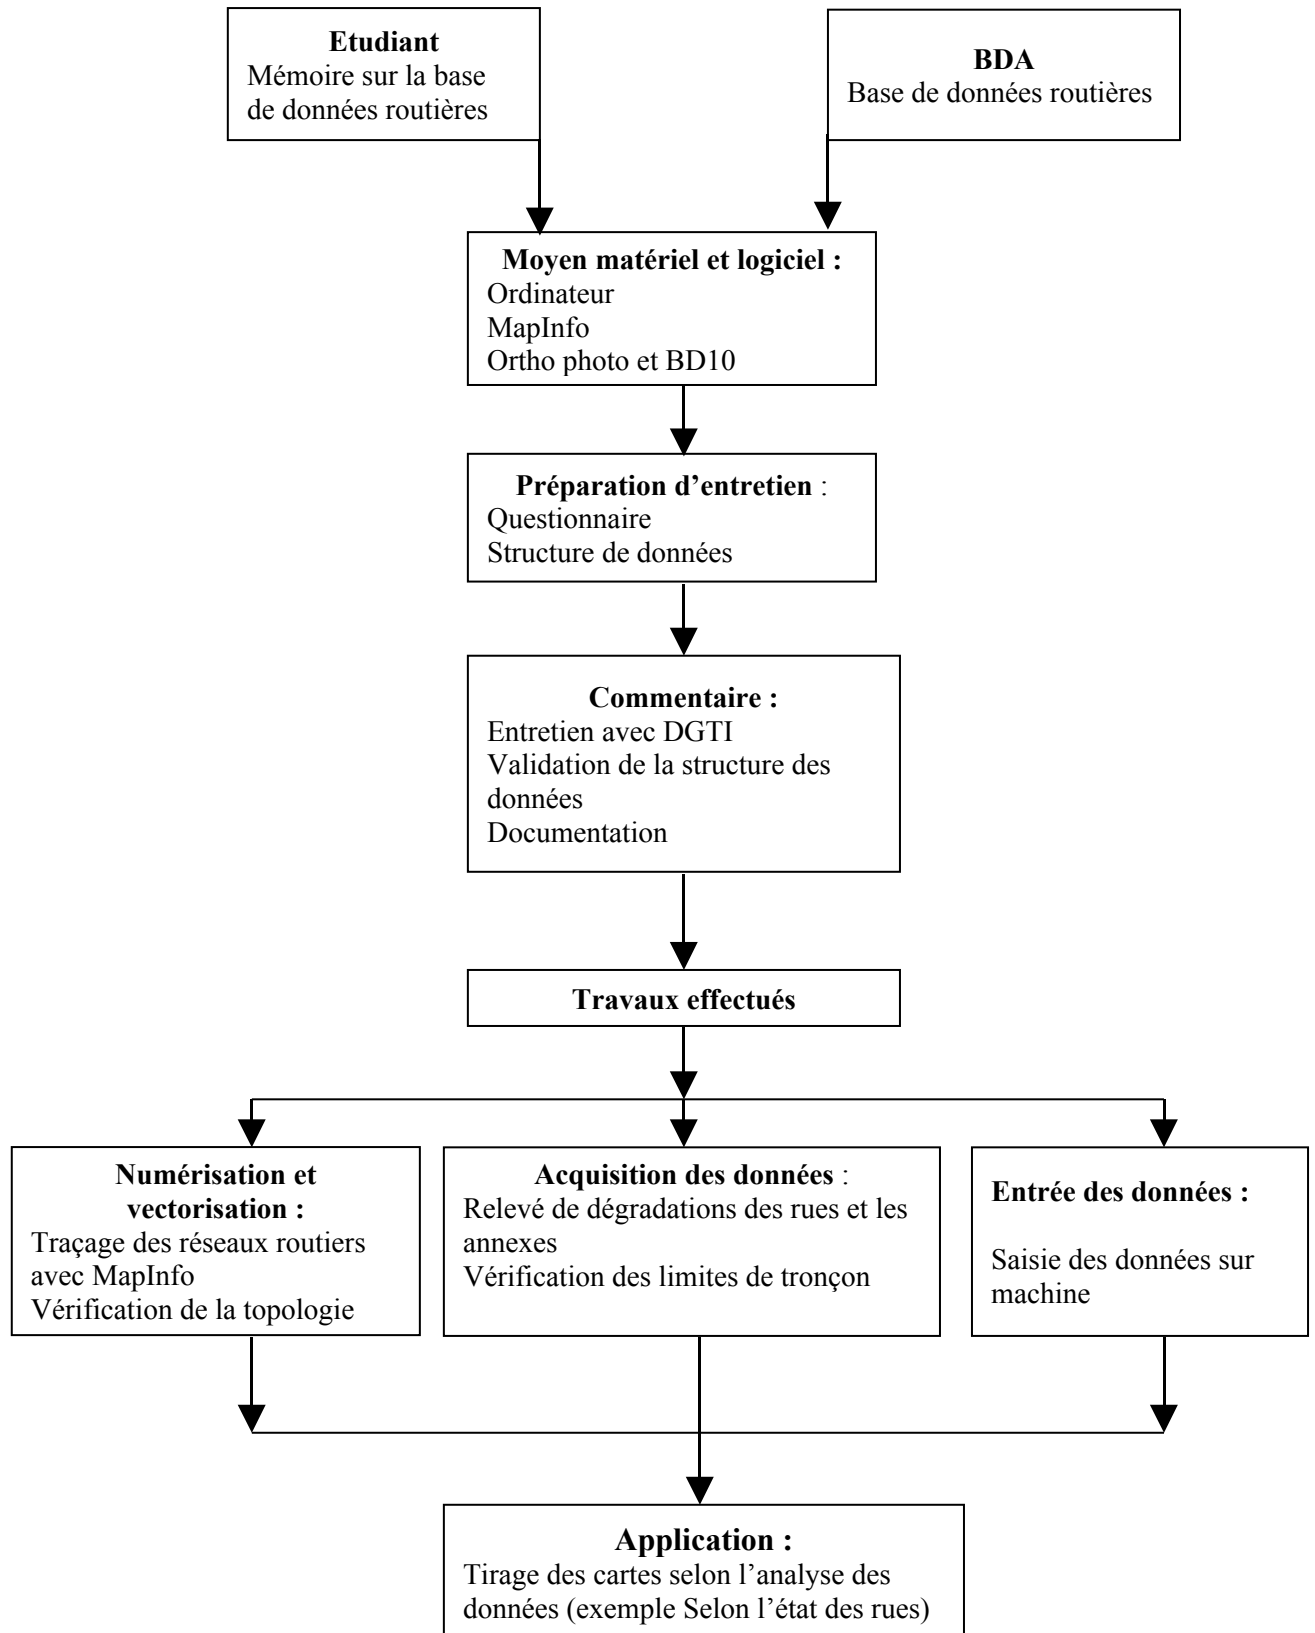 Etudiant
Mémoire sur la base
de données routières
BDA
Base de données routières
Moyen matériel et logiciel :
Ordinateur
MapInfo
Ortho photo et BD10
Préparation d’entretien :
Questionnaire
Structure de données
Commentaire :
Entretien avec DGTI
Validation de la structure des
données
Documentation
Travaux effectués
Numérisation et
vectorisation :
Traçage des réseaux routiers
avec MapInfo
Vérification de la topologie
Acquisition des données :
Relevé de dégradations des rues et les
annexes
Vérification des limites de tronçon
Entrée des données :
Saisie des données sur
machine
Application :
Tirage des cartes selon l’analyse des
données (exemple Selon l’état des rues)